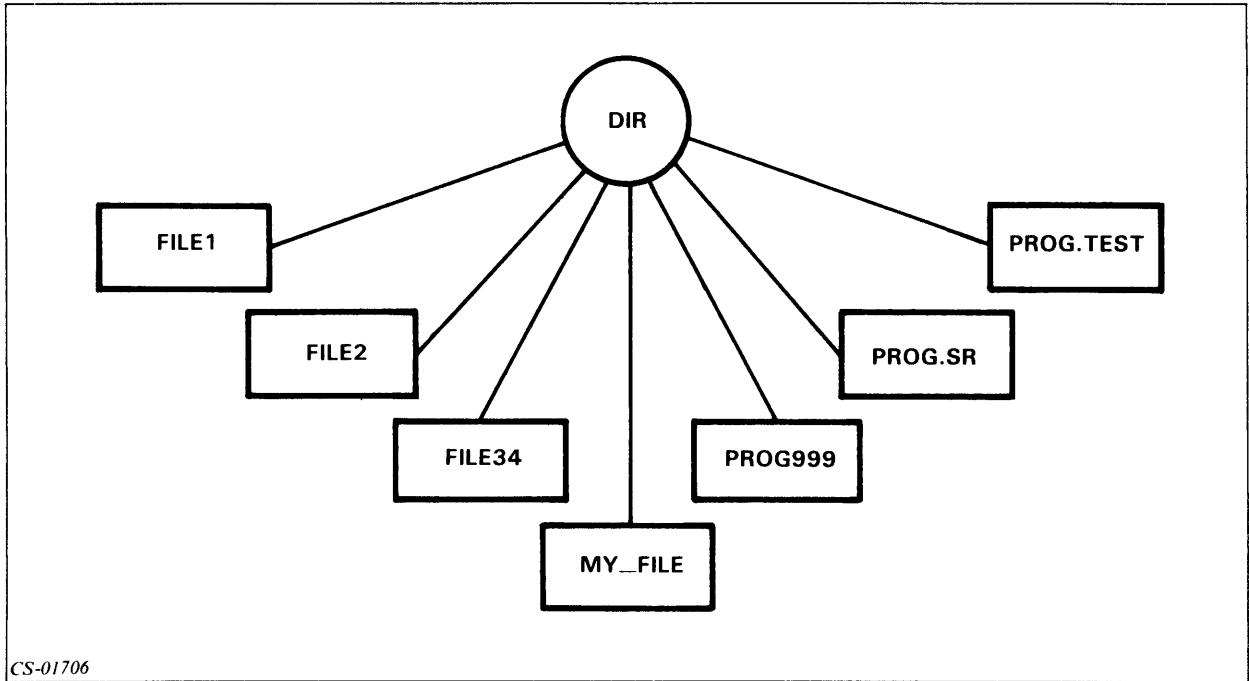 DIR
FILE1
PROG.TEST
FILE2
PROG.SR
FILE34
PROG999
MY_FILE
CS-01706